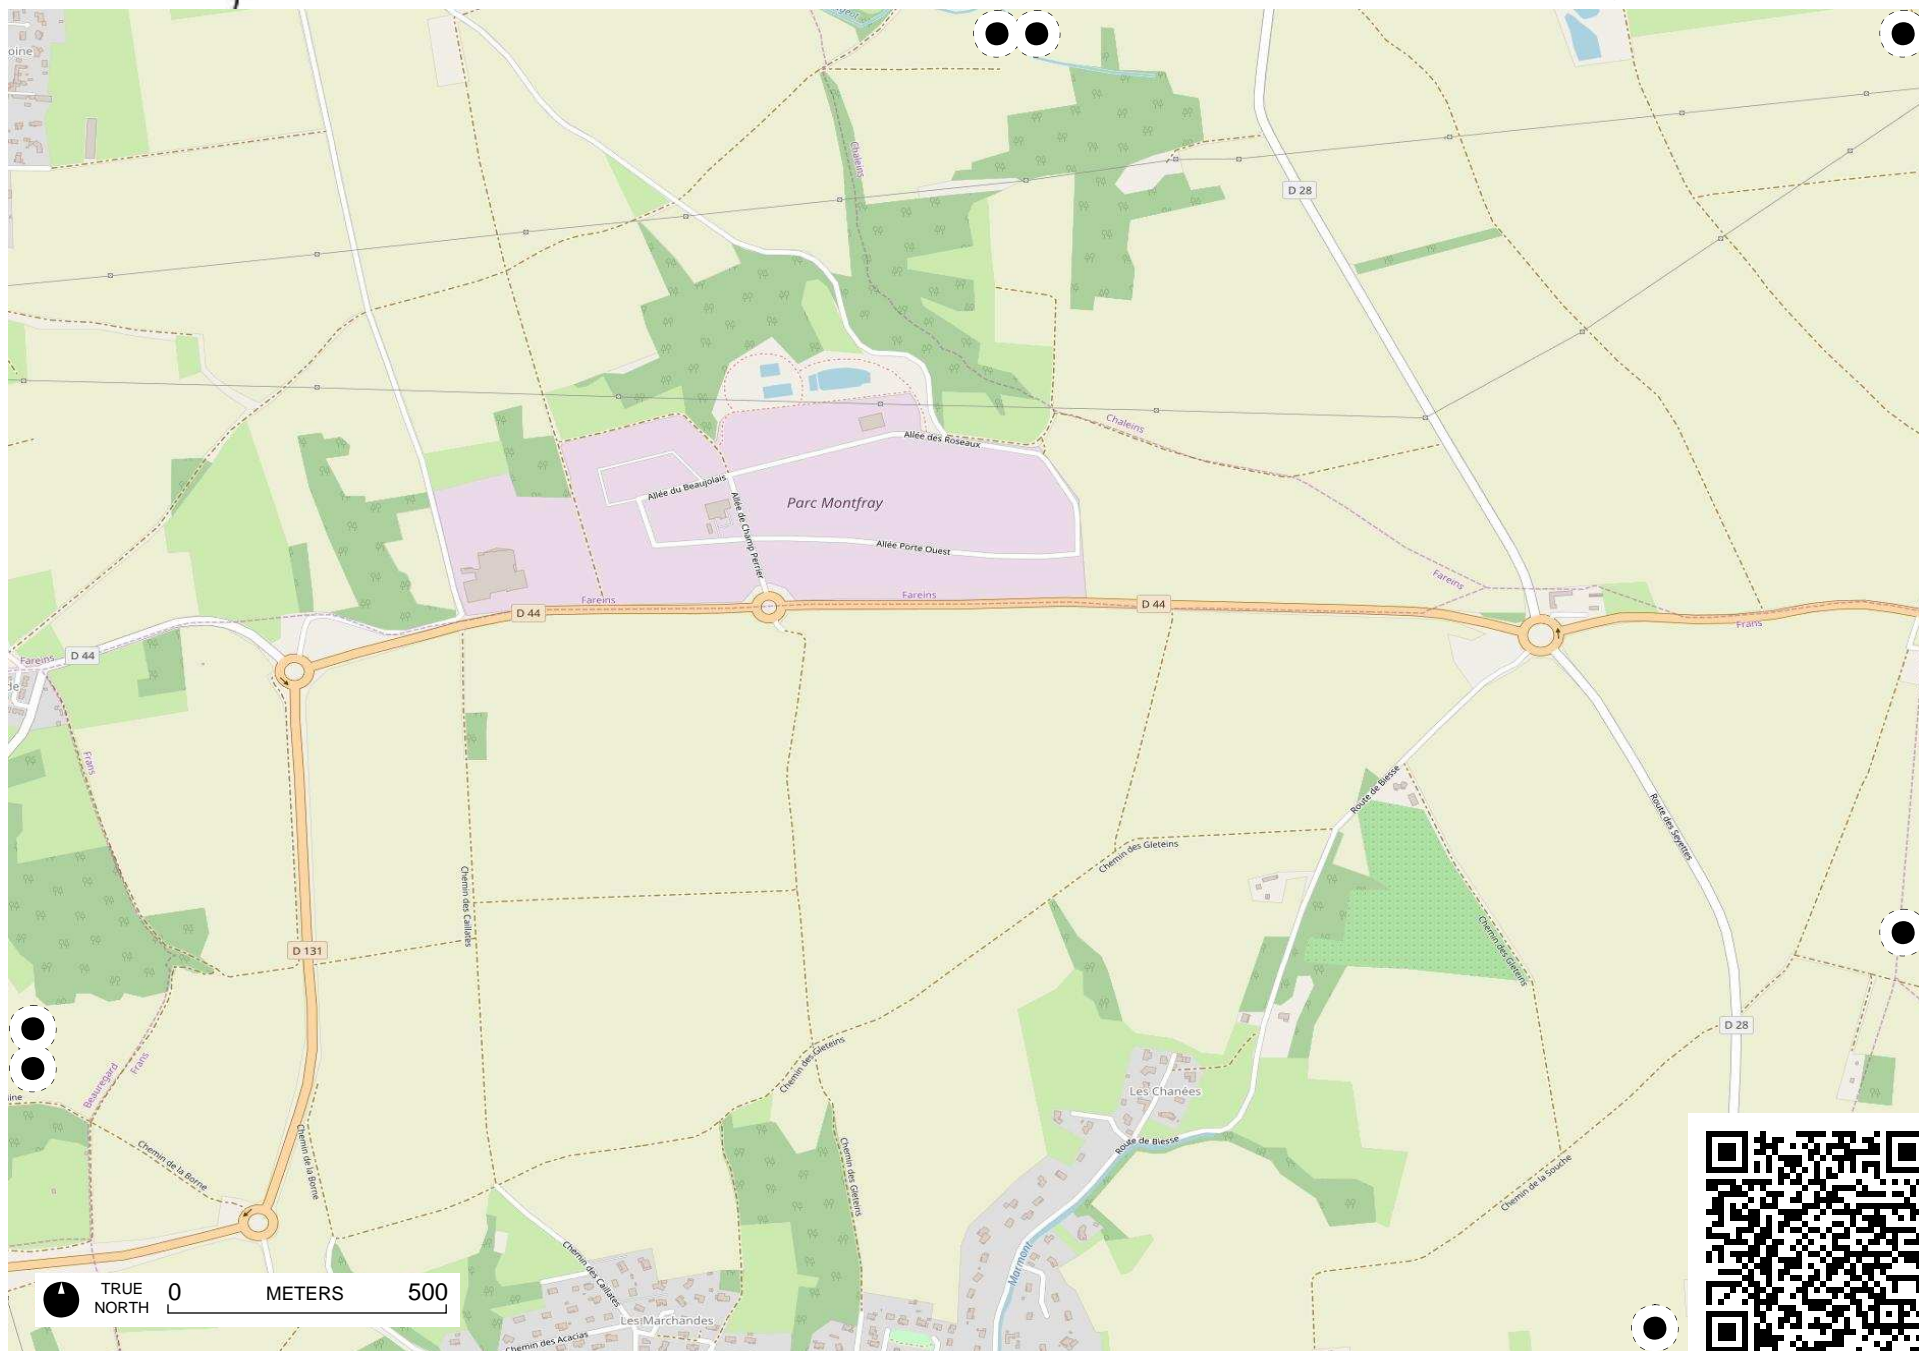 oine
Chaleins
D 28
Chaleins
Allée des Roseaux
Allée du Beaujolais
Allée de Champ Perrier
Parc Montfray
Allée Porte Ouest
Fareins
Fareins
Fareins
D 44
D 44
Frans
Fareins
D 44
de
Frans
Route de Biesse
Route des Seyettes
Chemin des Gleteins
Chemin des Caillates
Chemin des Gleteins
D 131
D 28
Chemin des Gleteins
Beauregard
Frans
ine
Les Chanées
Route de Biesse
Chemin de la Borne
Chemin de la Borne
Chemin des Gleteins
Chemin de la Souche
Marmont
Chemin des Caillates
Les Marchandes
Chemin des Acacias
TRUE
NORTH
0 METERS 500